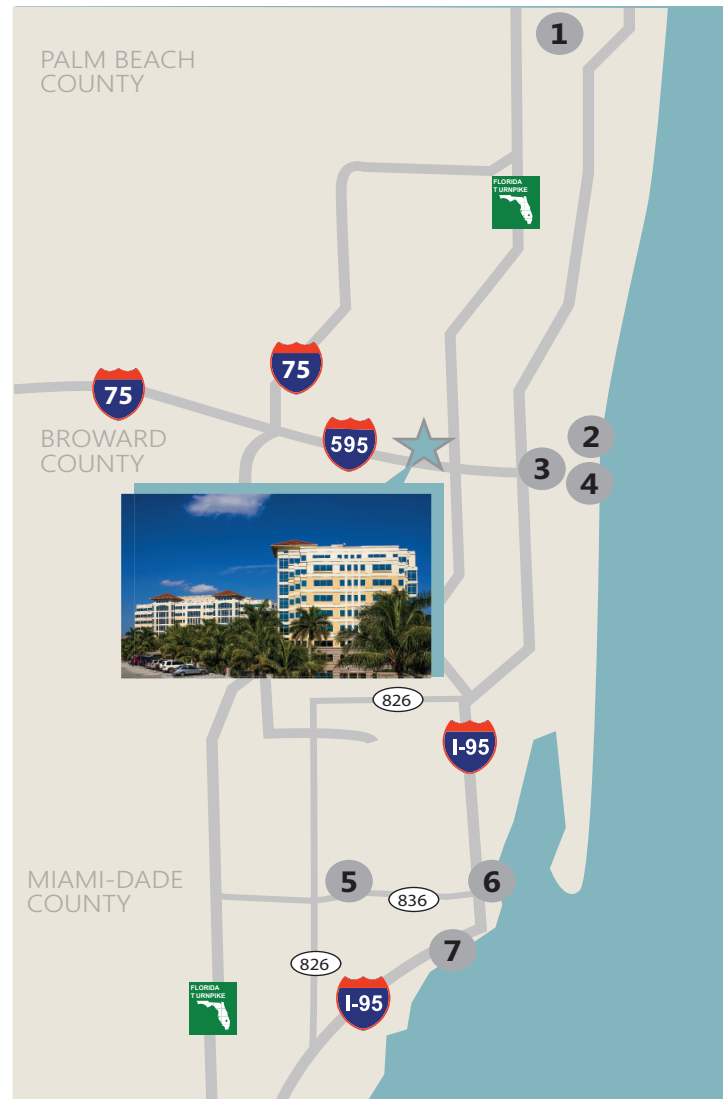 1
PALM BEACH
COUNTY
FLORIDA
T URNPIKE
75
75
BROWARD
COUNTY
595
2
3
4
826
I-95
MIAMI-DADE
COUNTY
5
836
6
7
826
FLORIDA
T URNPIKE
I-95